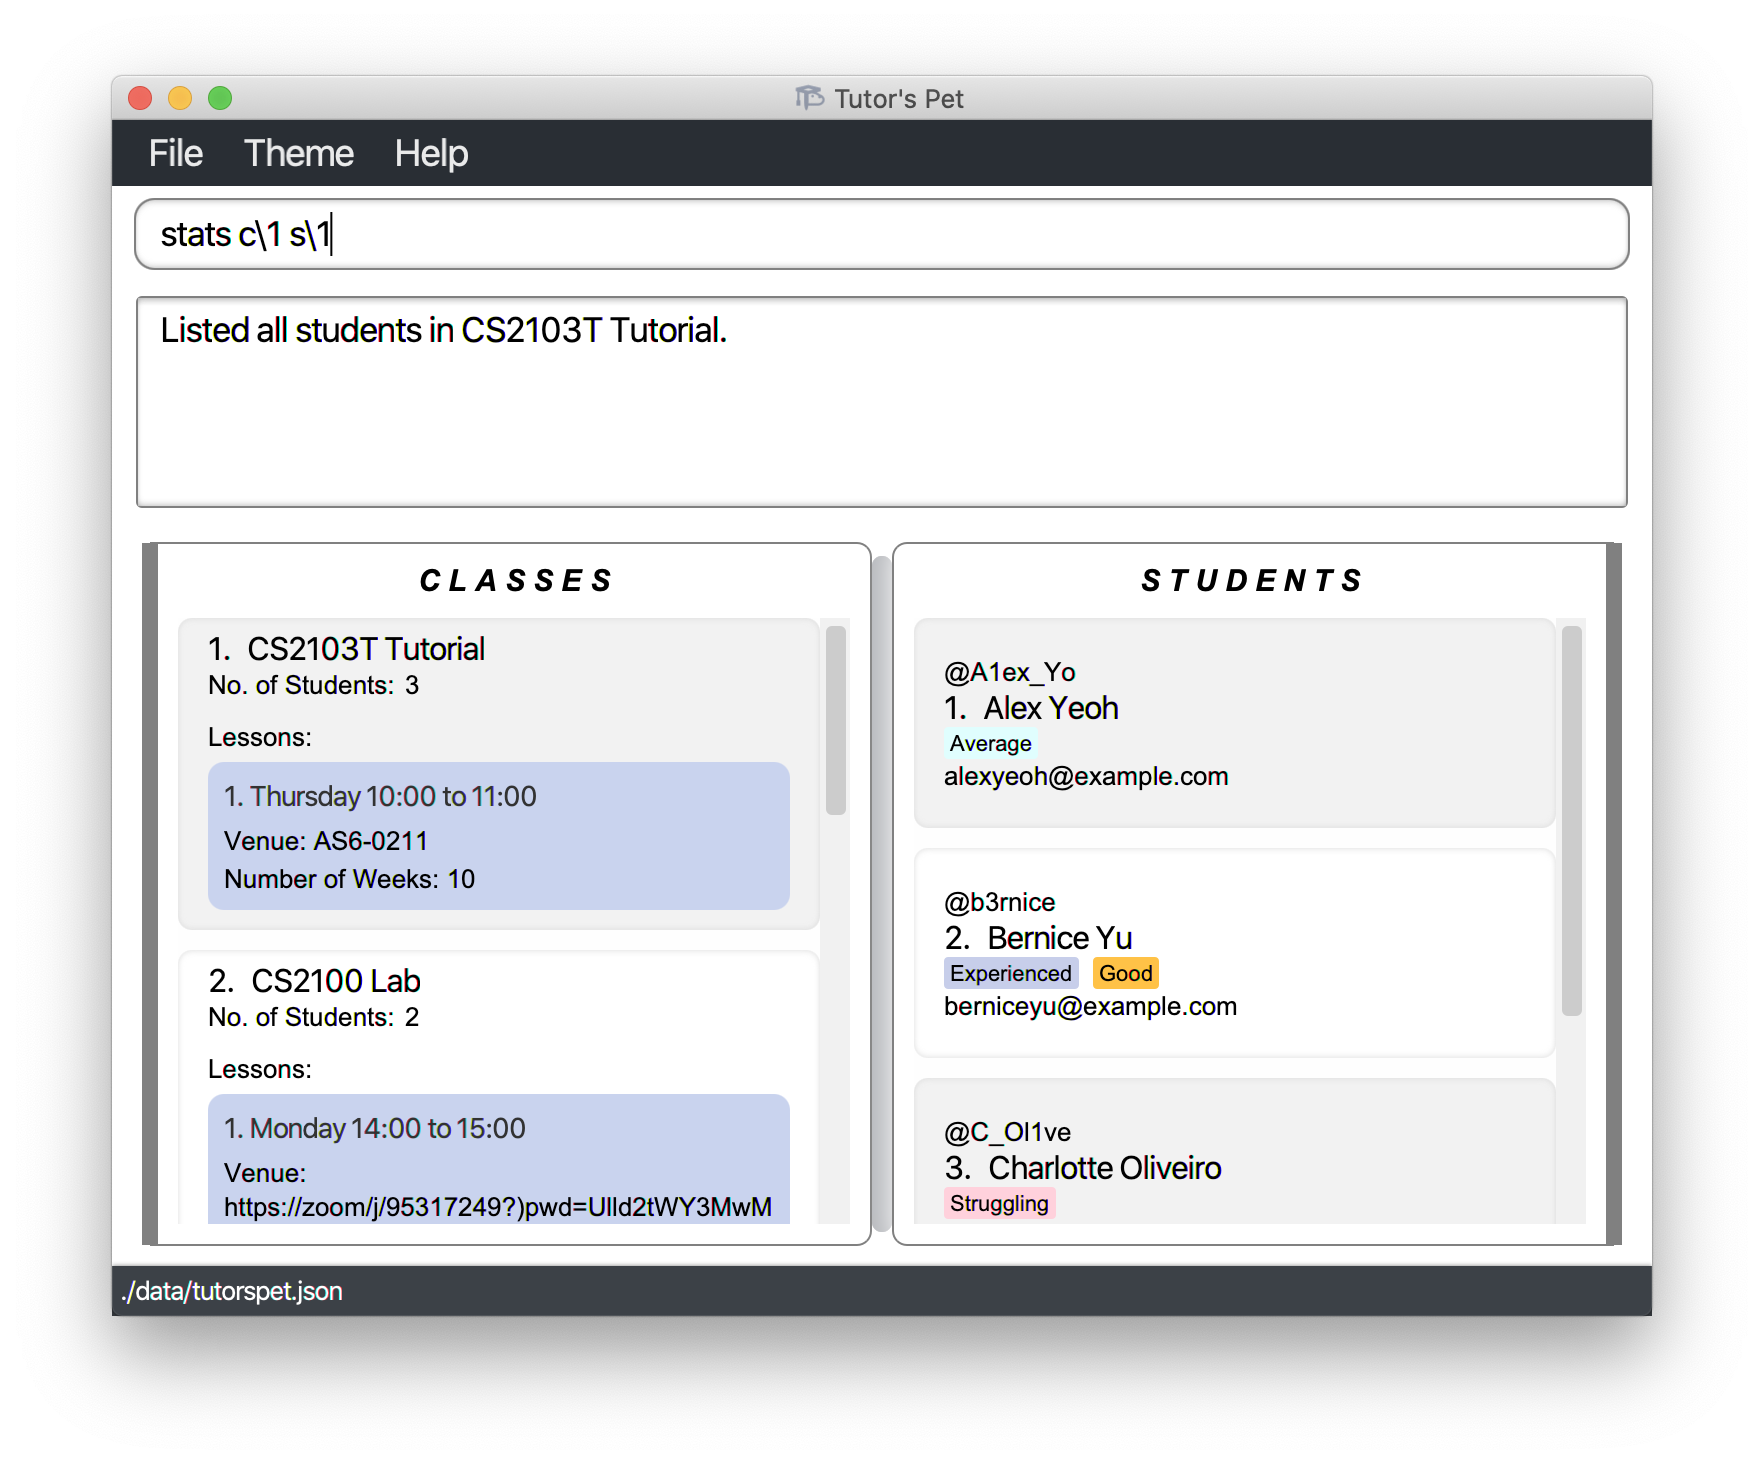 Tutor's Pet
File Theme Help
stats c\1 s\1
Listed all students in CS2103T Tutorial.
CLASSES
1. CS2103T Tutorial
No. of Students: 3
Lessons:
1. Thursday 10:00 to 11:00
Venue: AS6-0211
Number of Weeks: 10
2. CS2100 Lab
No. of Students: 2
Lessons:
1. Monday 14:00 to 15:00
Venue:
https://zoom/j/95317249?)pwd=Ulld2tWY3MwM
STUDENTS
@A1ex_Yo
1. Alex Yeoh
Average
alexyeoh@example.com
@b3rnice
2. Bernice Yu
Experienced Good
berniceyu@example.com
@C_Ol1ve
3. Charlotte Oliveiro
Struggling
./data/tutorspet.json